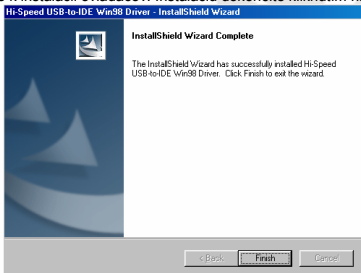 Hi-Speed USB-to-IDE Win98 Driver - InstallShield Wizard
InstallShield Wizard Complete
The InstallShield Wizard has successfully installed Hi-Speed
USB-to-IDE Win98 Driver. Click Finish to exit the wizard.
< Back
Finish
Cancel